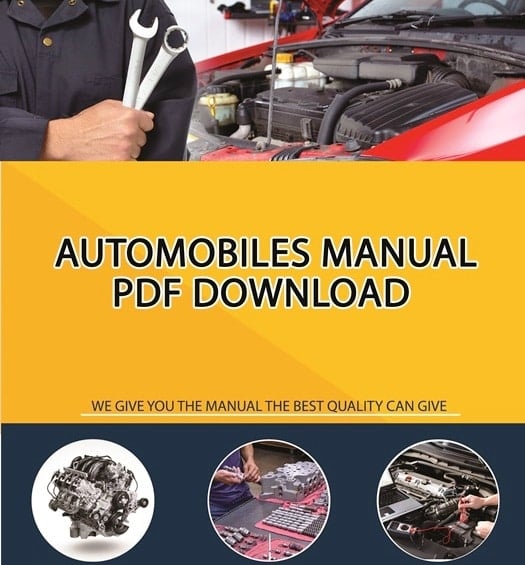 AUTOMOBILES MANUAL
PDF DOWNLOAD
WE GIVE YOU THE MANUAL THE BEST QUALITY CAN GIVE